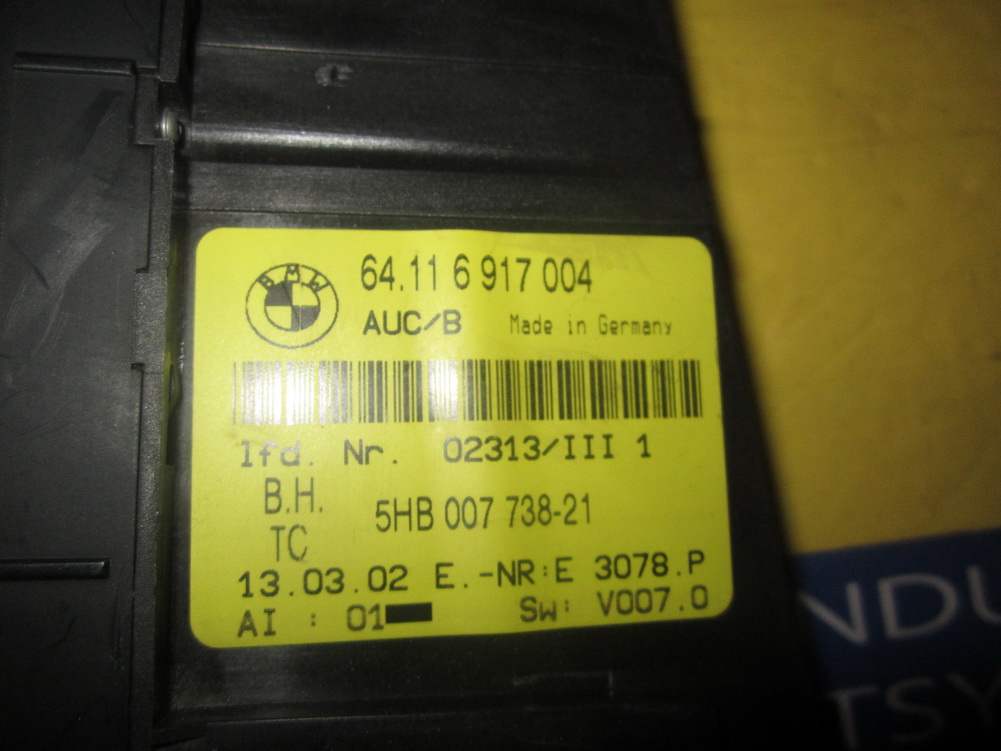 BMW
64.11 6 917 004
AUC/B Made in Germany
lfd. Nr. 02313/III 1
B.H.
TC
5HB 007 738-21
13.03.02 E.-NR:E 3078.P
AI : 01 Sw: V007.0
NDU
TSY